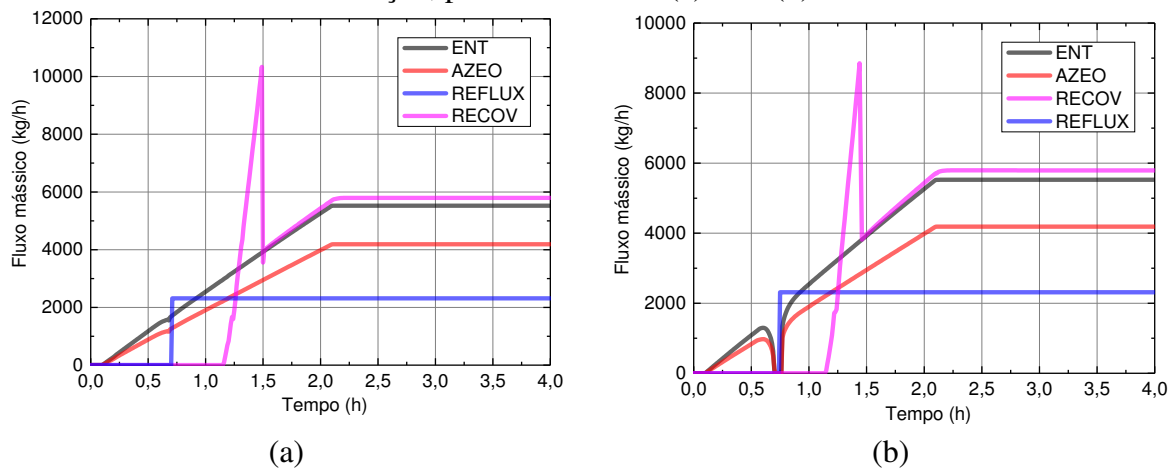 12000
10000
8000
6000
4000
2000
0
Fluxo mássico (kg/h)
ENT
AZEO
REFLUX
RECOV
0,0 0,5 1,0 1,5 2,0 2,5 3,0 3,5 4,0
Tempo (h)
(a)
10000
8000
6000
4000
2000
0
Fluxo mássico (kg/h)
ENT
AZEO
RECOV
REFLUX
0,0 0,5 1,0 1,5 2,0 2,5 3,0 3,5 4,0
Tempo (h)
(b)